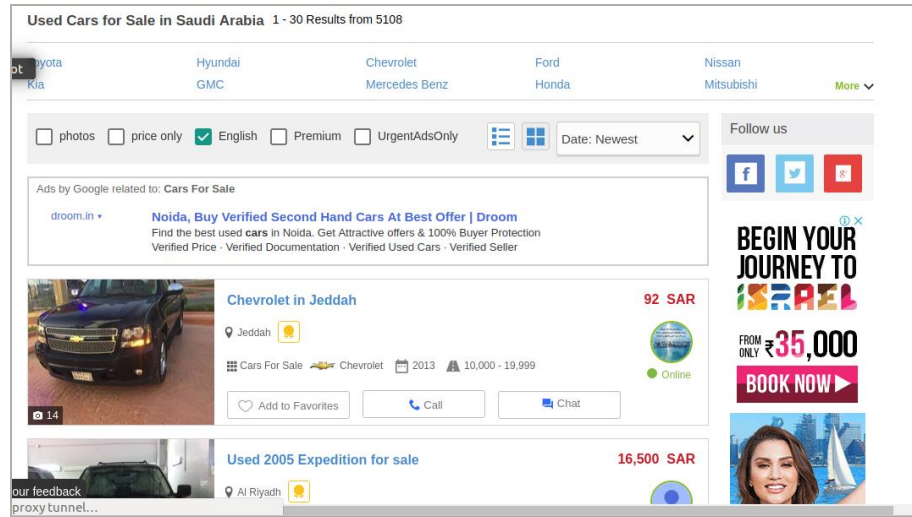 Used Cars for Sale in Saudi Arabia 1 - 30 Results from 5108
oyota Hyundai Chevrolet Ford Nissan
ot
Kia GMC Mercedes Benz Honda Mitsubishi More
photos price only English Premium UrgentAdsOnly Date: Newest
Follow us
f
8+
Ads by Google related to: Cars For Sale
droom.in
Noida, Buy Verified Second Hand Cars At Best Offer | Droom
Find the best used cars in Noida. Get Attractive offers & 100% Buyer Protection
Verified Price · Verified Documentation · Verified Used Cars · Verified Seller
Chevrolet in Jeddah 92 SAR
Jeddah
Cars For Sale Chevrolet 2013 10,000 - 19,999
Online
Add to Favorites Call Chat
14
Used 2005 Expedition for sale 16,500 SAR
Al Riyadh
our feedback
proxy tunnel...
BEGIN YOUR
JOURNEY TO
ISRAEL
FROM
ONLY ₹35,000
BOOK NOW